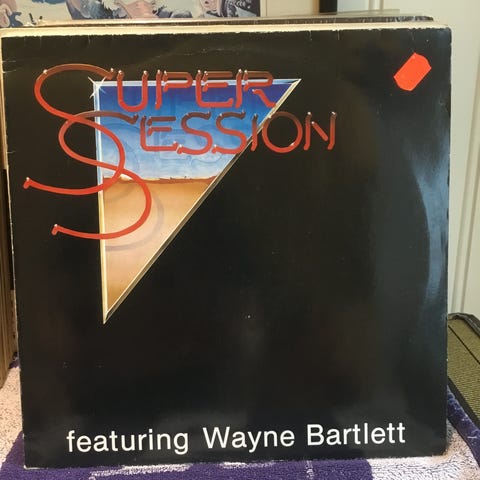 SUPER
SESSION
featuring Wayne Bartlett